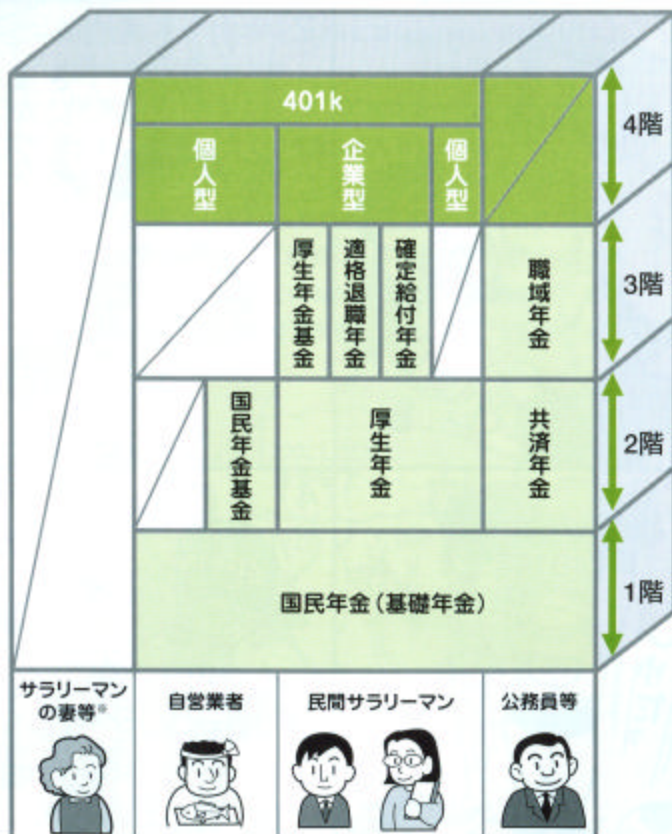 401k
個人型
企業型
個人型
4階
厚生年金基金
適格退職年金
確定給付年金
職域年金
3階
国民年金基金
厚生年金
共済年金
2階
国民年金（基礎年金）
1階
サラリーマン
の妻等※
自営業者
民間サラリーマン
公務員等